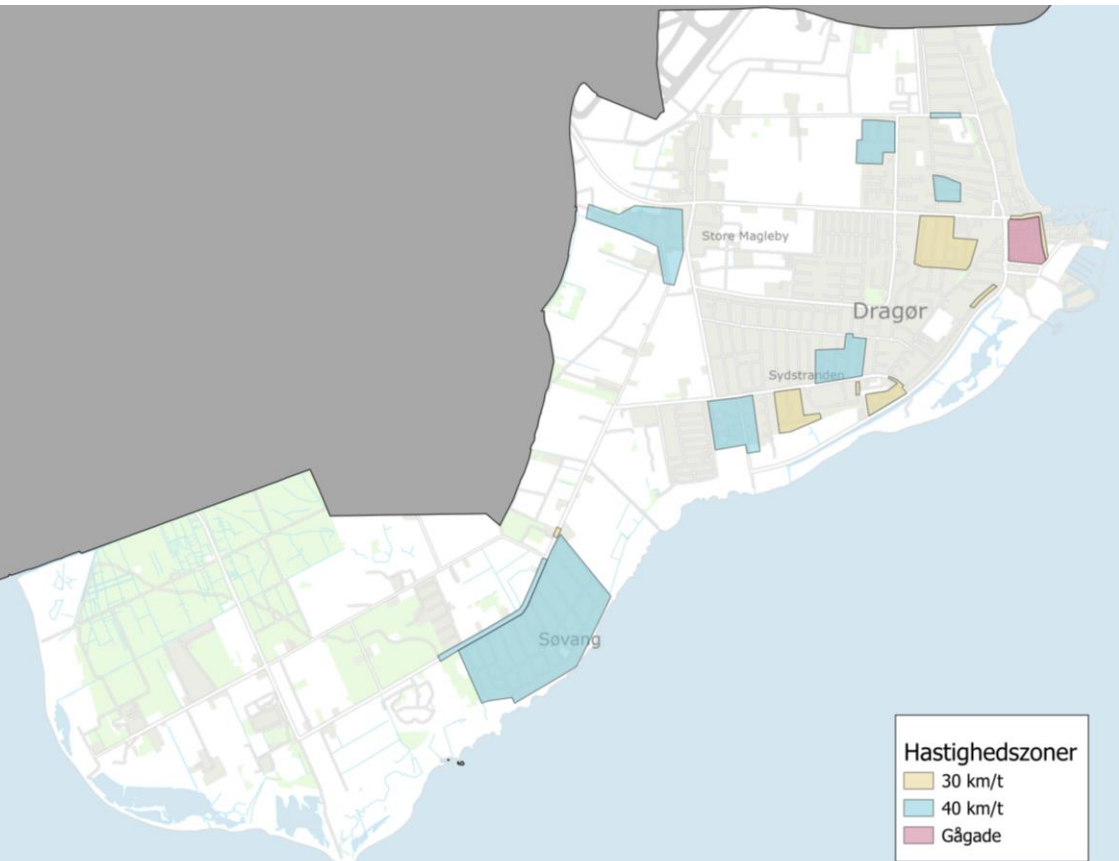 Store Magleby
Dragør
Sydstranden
Søvang
Hastighedszoner
30 km/t
40 km/t
Gågade